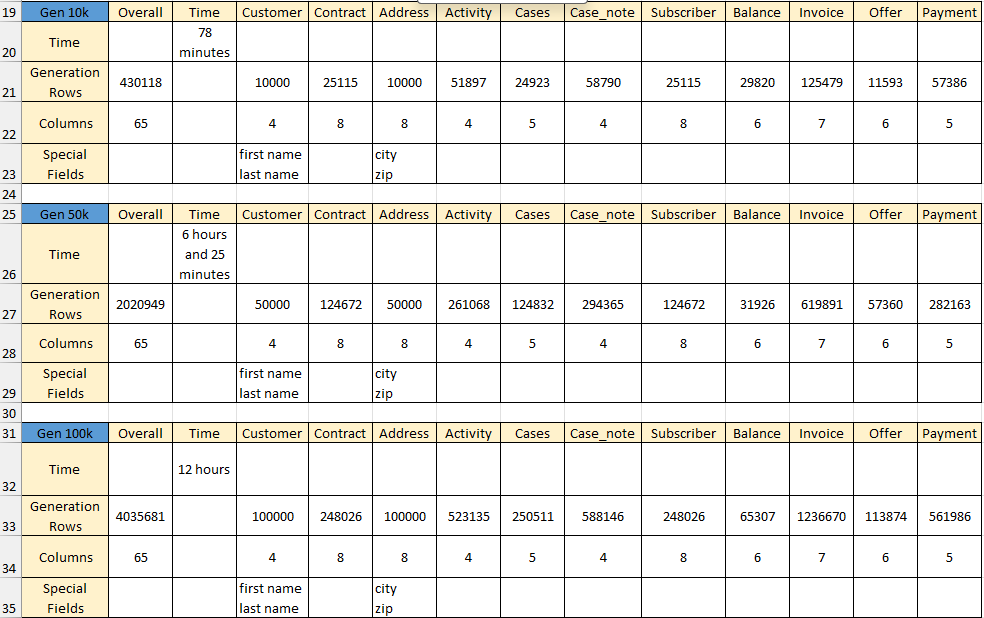 19 Gen 10k Overall Time Customer Contract Address Activity Cases Case_note Subscriber Balance Invoice Offer Payment
20 Time 78 minutes
21 Generation Rows 430118 10000 25115 10000 51897 24923 58790 25115 29820 125479 11593 57386
22 Columns 65 4 8 8 4 5 4 8 6 7 6 5
23 Special Fields first name last name city zip
24
25 Gen 50k Overall Time Customer Contract Address Activity Cases Case_note Subscriber Balance Invoice Offer Payment
26 Time 6 hours and 25 minutes
27 Generation Rows 2020949 50000 124672 50000 261068 124832 294365 124672 31926 619891 57360 282163
28 Columns 65 4 8 8 4 5 4 8 6 7 6 5
29 Special Fields first name last name city zip
30
31 Gen 100k Overall Time Customer Contract Address Activity Cases Case_note Subscriber Balance Invoice Offer Payment
32 Time 12 hours
33 Generation Rows 4035681 100000 248026 100000 523135 250511 588146 248026 65307 1236670 113874 561986
34 Columns 65 4 8 8 4 5 4 8 6 7 6 5
35 Special Fields first name last name city zip